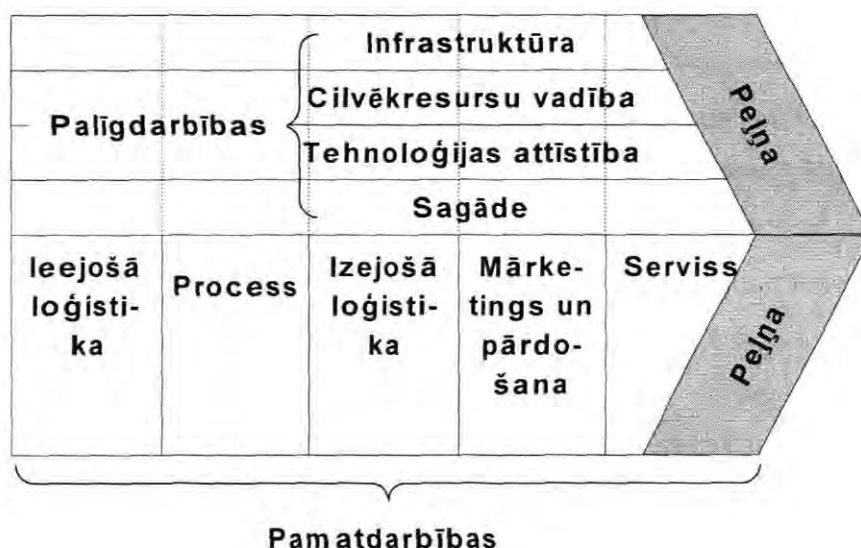 Infrastruktūra
Cilvēkresursu vadība
Palīgdarbības
Tehnoloģijas attīstība
Sagāde
Peļņa
Ieejošā
loģisti-
ka
Process
Izejošā
loģisti-
ka
Mārke-
tings un
pārdo-
šana
Serviss
Peļņa
Pamatdarbības